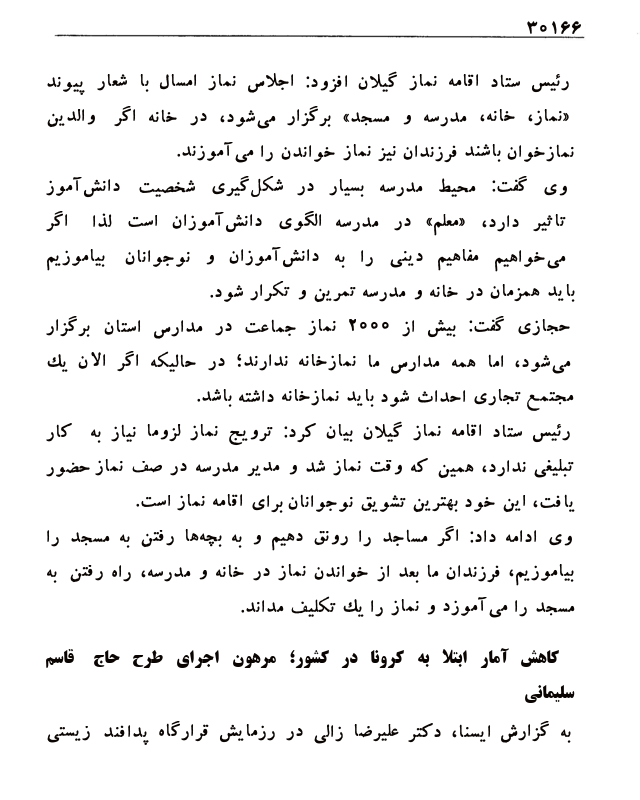 ۳۰۱۶۶
رئیس ستاد اقامه نماز گیلان افزود: اجلاس نماز امسال با شعار پیوند
«نماز، خانه، مدرسه و مسجد» برگزار می‌شود، در خانه اگر والدین
نمازخوان باشند فرزندان نیز نماز خواندن را می‌آموزند.
وی گفت: محیط مدرسه بسیار در شکل‌گیری شخصیت دانش‌آموز
تاثیر دارد، «معلم» در مدرسه الگوی دانش‌آموزان است لذا اگر
می‌خواهیم مفاهیم دینی را به دانش‌آموزان و نوجوانان بیاموزیم
باید همزمان در خانه و مدرسه تمرین و تکرار شود.
حجازی گفت: بیش از ۲۰۰۰ نماز جماعت در مدارس استان برگزار
می‌شود، اما همه مدارس ما نمازخانه ندارند؛ در حالیکه اگر الان یك
مجتمع تجاری احداث شود باید نمازخانه داشته باشد.
رئیس ستاد اقامه نماز گیلان بیان کرد: ترویج نماز لزوما نیاز به کار
تبلیغی ندارد، همین که وقت نماز شد و مدیر مدرسه در صف نماز حضور
یافت، این خود بهترین تشویق نوجوانان برای اقامه نماز است.
وی ادامه داد: اگر مساجد را رونق دهیم و به بچه‌ها رفتن به مسجد را
بیاموزیم، فرزندان ما بعد از خواندن نماز در خانه و مدرسه، راه رفتن به
مسجد را می‌آموزد و نماز را یك تکلیف مداند.
کاهش آمار ابتلا به کرونا در کشور؛ مرهون اجرای طرح حاج قاسم
سلیمانی
به گزارش ایسنا، دکتر علیرضا زالی در رزمایش قرارگاه پدافند زیستی